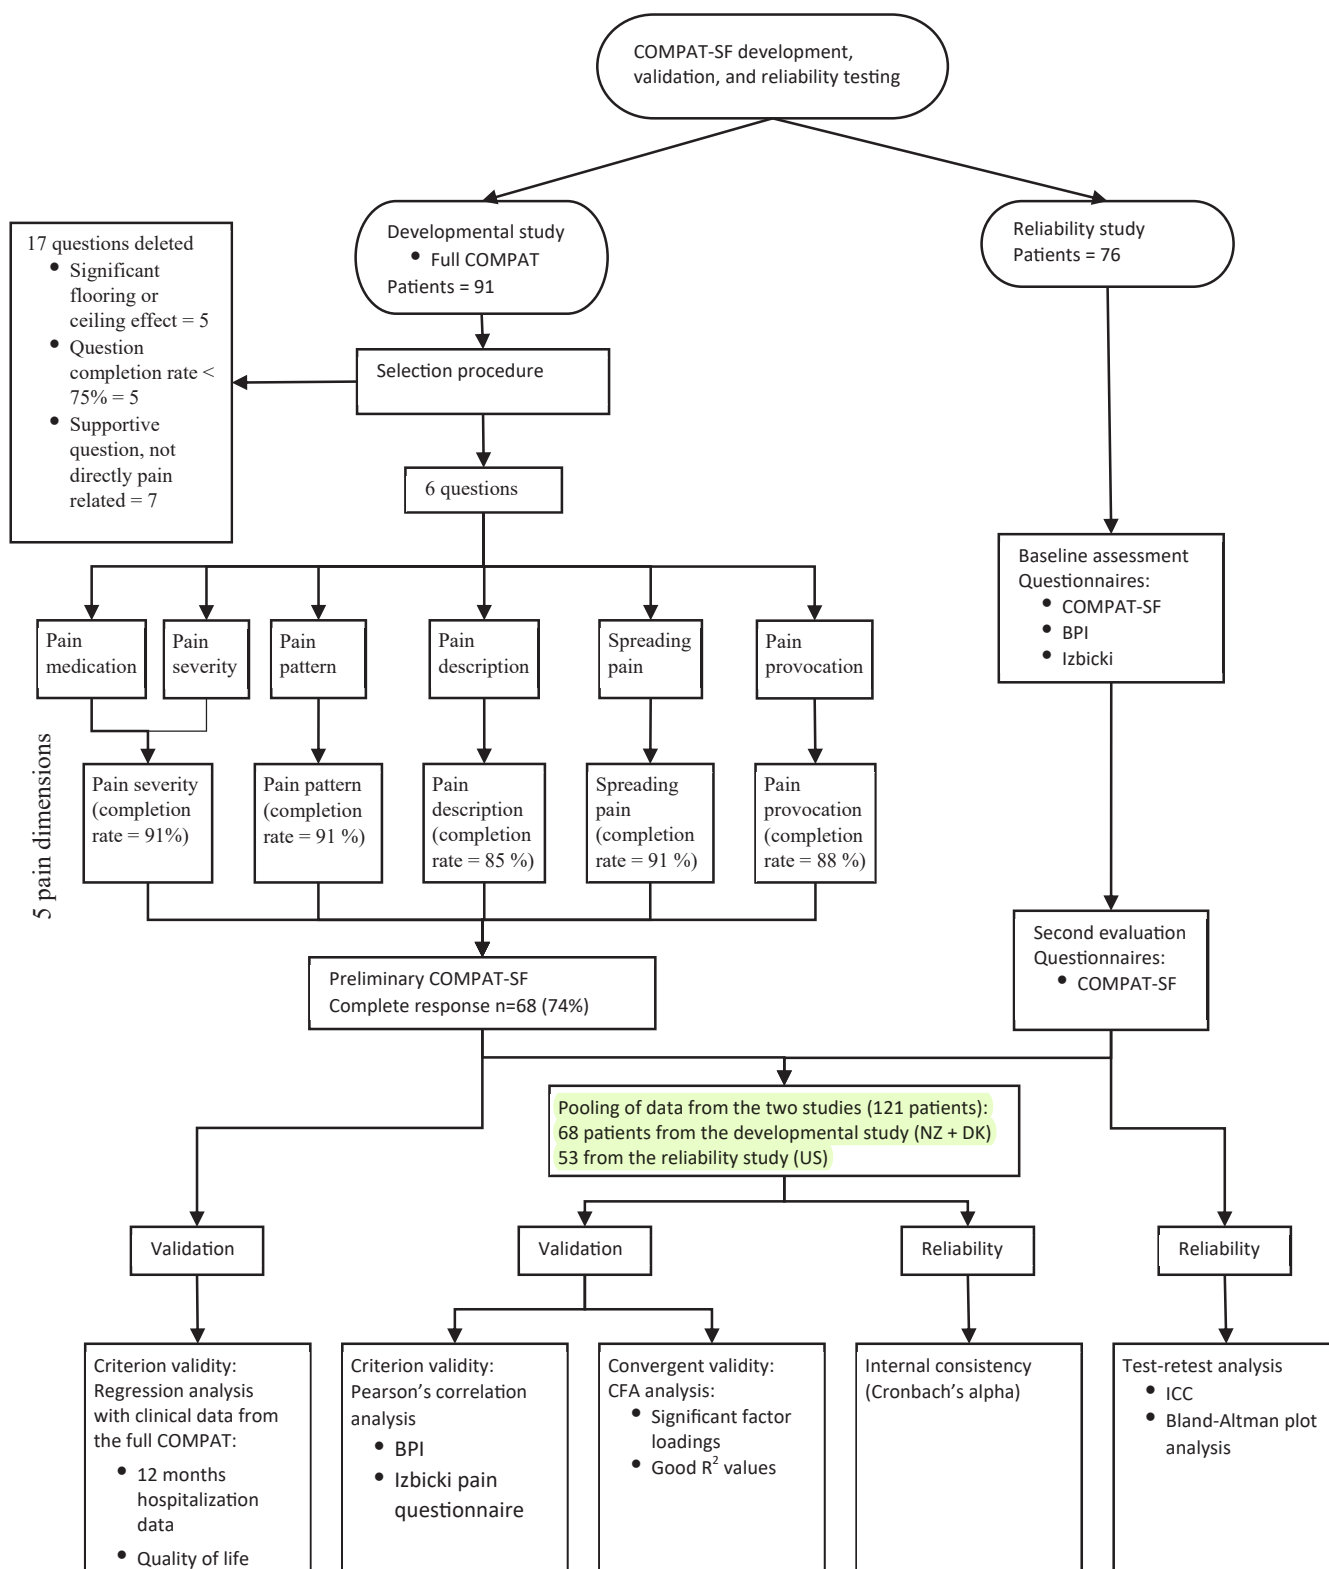 COMPAT-SF development,
validation, and reliability testing
Developmental study
• Full COMPAT
Patients = 91
Reliability study
Patients = 76
17 questions deleted
• Significant
flooring or
ceiling effect = 5
• Question
completion rate <
75% = 5
• Supportive
question, not
directly pain
related = 7
Selection procedure
6 questions
Pain
medication
Pain
severity
Pain
pattern
Pain
description
Spreading
pain
Pain
provocation
Baseline assessment
Questionnaires:
• COMPAT-SF
• BPI
• Izbicki
5 pain dimensions
Pain severity
(completion
rate = 91%)
Pain pattern
(completion
rate = 91 %)
Pain
description
(completion
rate = 85 %)
Spreading
pain
(completion
rate = 91 %)
Pain
provocation
(completion
rate = 88 %)
Second evaluation
Questionnaires:
• COMPAT-SF
Preliminary COMPAT-SF
Complete response n=68 (74%)
Pooling of data from the two studies (121 patients):
68 patients from the developmental study (NZ + DK)
53 from the reliability study (US)
Validation
Validation
Reliability
Reliability
Criterion validity:
Regression analysis
with clinical data from
the full COMPAT:
• 12 months
hospitalization
data
• Quality of life
Criterion validity:
Pearson's correlation
analysis
• BPI
• Izbicki pain
questionnaire
Convergent validity:
CFA analysis:
• Significant factor
loadings
• Good R² values
Internal consistency
(Cronbach's alpha)
Test-retest analysis
• ICC
• Bland-Altman plot
analysis